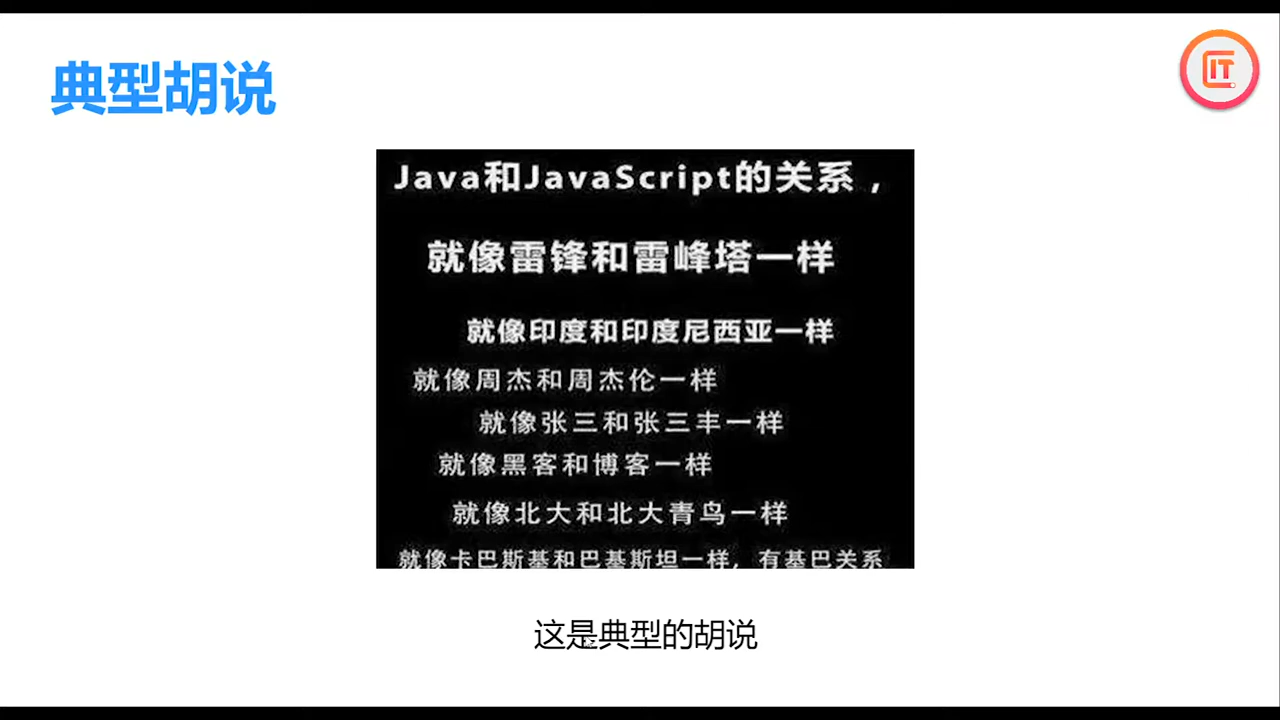 典型胡说
IT
Java和JavaScript的关系，
就像雷锋和雷峰塔一样
就像印度和印度尼西亚一样
就像周杰和周杰伦一样
就像张三和张三丰一样
就像黑客和博客一样
就像北大和北大青鸟一样
就像卡巴斯基和巴基斯坦一样，有基巴关系
这是典型的胡说